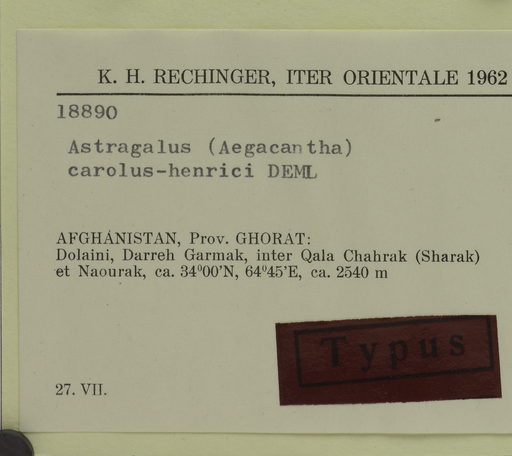 K. H. RECHINGER, ITER ORIENTALE 1962
18890
Astragalus (Aegacantha)
carolus-henrici DEML
AFGHÁNISTAN, Prov. GHORAT:
Dolaini, Darreh Garmak, inter Qala Chahrak (Sharak)
et Naourak, ca. 34°00'N, 64°45'E, ca. 2540 m
Typus
27. VII.